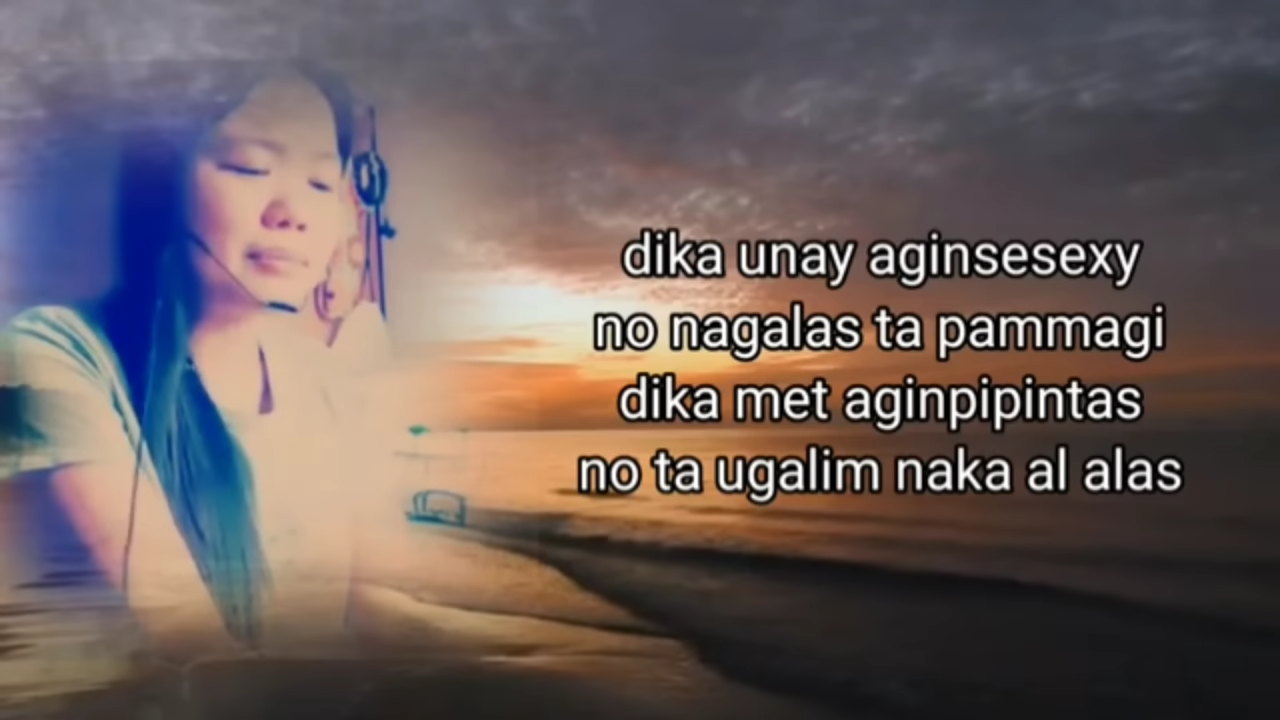 dika unay aginsesexy
no nagalas ta pammagi
dika met aginpipintas
no ta ugalim naka al alas